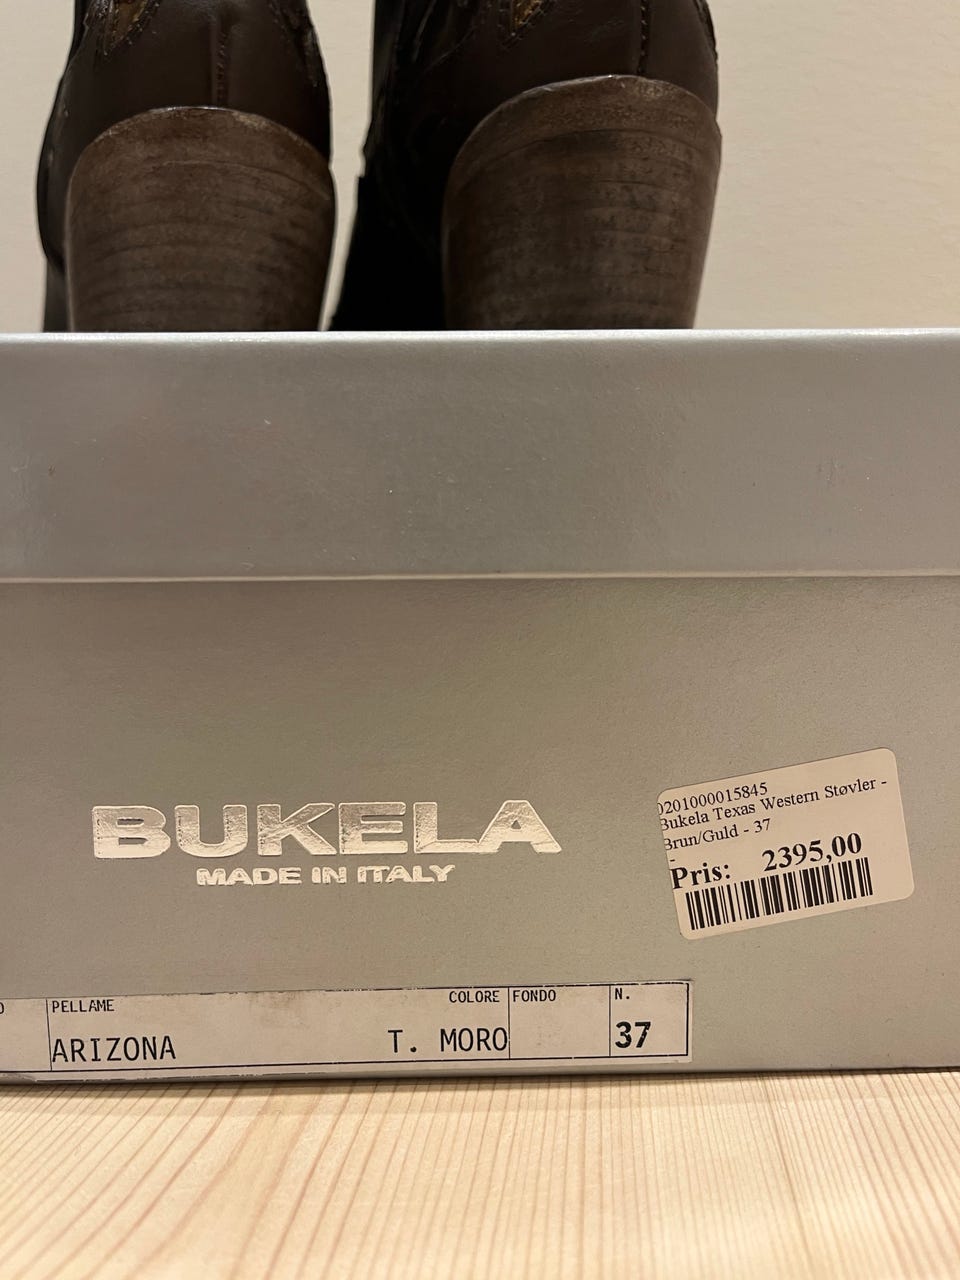 BUKELA
MADE IN ITALY
0201000015845
Bukela Texas Western Støvler -
Brun/Guld - 37
-
Pris: 2395,00
O
PELLAME
COLORE
FONDO
N.
ARIZONA
T. MORO
37